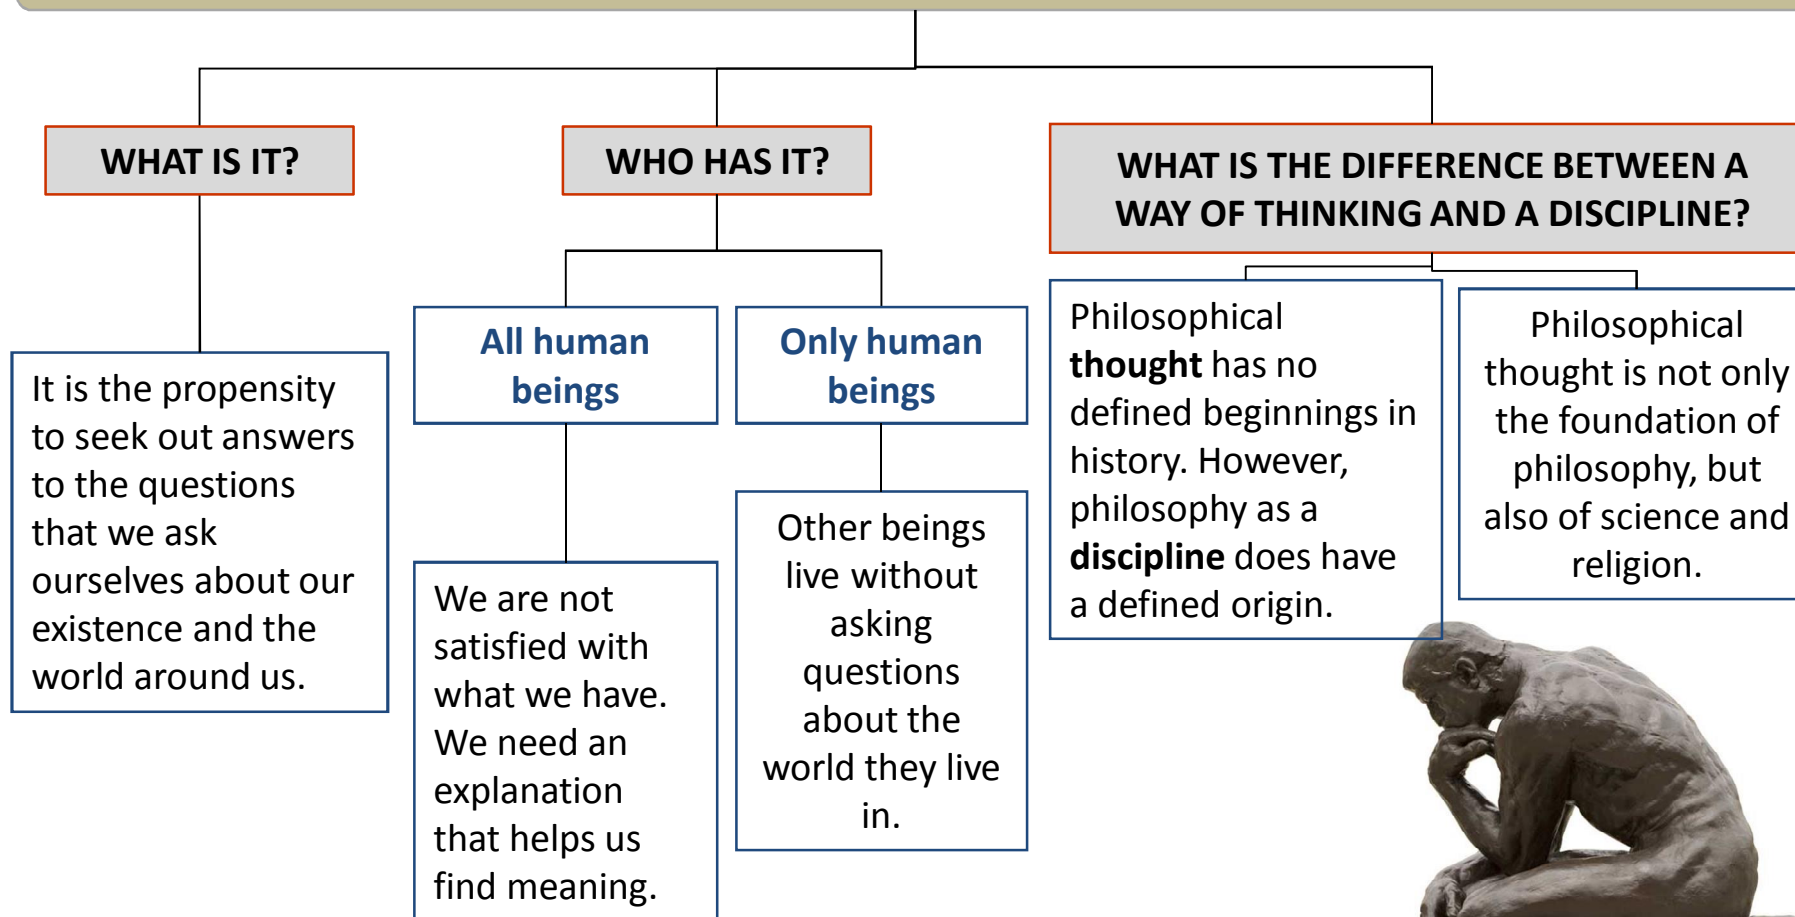 WHAT IS IT?
It is the propensity
to seek out answers
to the questions
that we ask
ourselves about our
existence and the
world around us.
WHO HAS IT?
All human
beings
We are not
satisfied with
what we have.
We need an
explanation
that helps us
find meaning.
Only human
beings
Other beings
live without
asking
questions
about the
world they live
in.
WHAT IS THE DIFFERENCE BETWEEN A
WAY OF THINKING AND A DISCIPLINE?
Philosophical
thought has no
defined beginnings in
history. However,
philosophy as a
discipline does have
a defined origin.
Philosophical
thought is not only
the foundation of
philosophy, but
also of science and
religion.